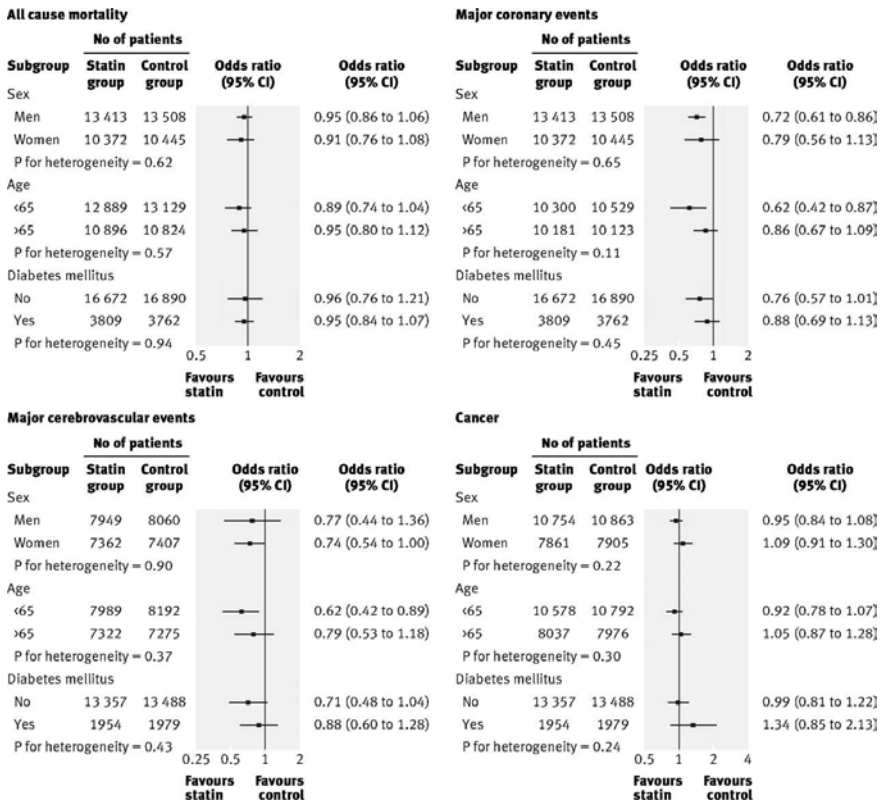 All cause mortality
No of patients
Subgroup Statin group Control group Odds ratio (95% CI) Odds ratio (95% CI)
Sex
Men 13 413 13 508 0.95 (0.86 to 1.06)
Women 10 372 10 445 0.91 (0.76 to 1.08)
P for heterogeneity = 0.62
Age
<65 12 889 13 129 0.89 (0.74 to 1.04)
>65 10 896 10 824 0.95 (0.80 to 1.12)
P for heterogeneity = 0.57
Diabetes mellitus
No 16 672 16 890 0.96 (0.76 to 1.21)
Yes 3809 3762 0.95 (0.84 to 1.07)
P for heterogeneity = 0.94
0.5 1 2
Favours statin Favours control
Major coronary events
No of patients
Subgroup Statin group Control group Odds ratio (95% CI) Odds ratio (95% CI)
Sex
Men 13 413 13 508 0.72 (0.61 to 0.86)
Women 10 372 10 445 0.79 (0.56 to 1.13)
P for heterogeneity = 0.65
Age
<65 10 300 10 529 0.62 (0.42 to 0.87)
>65 10 181 10 123 0.86 (0.67 to 1.09)
P for heterogeneity = 0.11
Diabetes mellitus
No 16 672 16 890 0.76 (0.57 to 1.01)
Yes 3809 3762 0.88 (0.69 to 1.13)
P for heterogeneity = 0.45
0.25 0.5 1 2
Favours statin Favours control
Major cerebrovascular events
No of patients
Subgroup Statin group Control group Odds ratio (95% CI) Odds ratio (95% CI)
Sex
Men 7949 8060 0.77 (0.44 to 1.36)
Women 7362 7407 0.74 (0.54 to 1.00)
P for heterogeneity = 0.90
Age
<65 7989 8192 0.62 (0.42 to 0.89)
>65 7322 7275 0.79 (0.53 to 1.18)
P for heterogeneity = 0.37
Diabetes mellitus
No 13 357 13 488 0.71 (0.48 to 1.04)
Yes 1954 1979 0.88 (0.60 to 1.28)
P for heterogeneity = 0.43
0.25 0.5 1 2
Favours statin Favours control
Cancer
No of patients
Subgroup Statin group Control group Odds ratio (95% CI) Odds ratio (95% CI)
Sex
Men 10 754 10 863 0.95 (0.84 to 1.08)
Women 7861 7905 1.09 (0.91 to 1.30)
P for heterogeneity = 0.22
Age
<65 10 578 10 792 0.92 (0.78 to 1.07)
>65 8037 7976 1.05 (0.87 to 1.28)
P for heterogeneity = 0.30
Diabetes mellitus
No 13 357 13 488 0.99 (0.81 to 1.22)
Yes 1954 1979 1.34 (0.85 to 2.13)
P for heterogeneity = 0.24
0.5 1 2 4
Favours statin Favours control